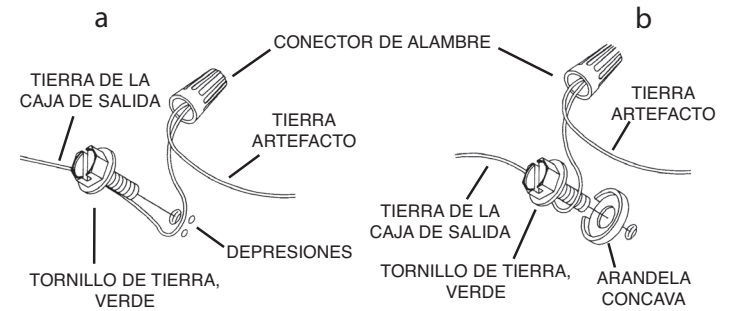 a
b
CONECTOR DE ALAMBRE
TIERRA DE LA
CAJA DE SALIDA
TIERRA
ARTEFACTO
DEPRESIONES
TORNILLO DE TIERRA,
VERDE
TIERRA
ARTEFACTO
TIERRA DE LA
CAJA DE SALIDA
TORNILLO DE TIERRA,
VERDE
ARANDELA
CONCAVA